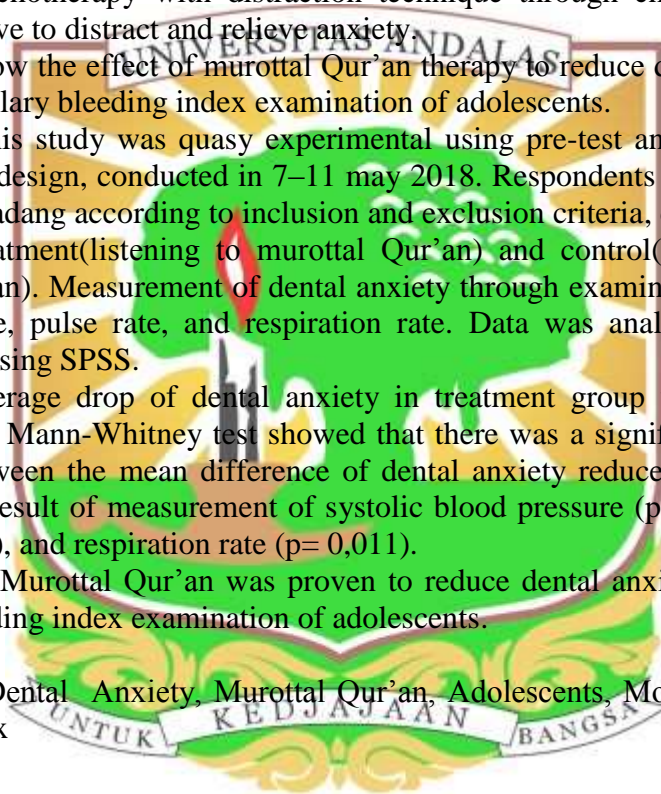 chotherapy with distraction technique through
ve to distract and relieve anxiety.
UNIVERSITAS ANDALAS
ow the effect of murottal Qur’an therapy to reduce
lary bleeding index examination of adolescents.
is study was quasy experimental using pre-test an
design, conducted in 7–11 may 2018. Respondents
adang according to inclusion and exclusion criteria,
atment(listening to murottal Qur’an) and control(
an). Measurement of dental anxiety through examin
e, pulse rate, and respiration rate. Data was anal
sing SPSS.
erage drop of dental anxiety in treatment group
Mann-Whitney test showed that there was a signif
ween the mean difference of dental anxiety reduce
esult of measurement of systolic blood pressure (p
), and respiration rate (p= 0,011).
Murottal Qur’an was proven to reduce dental anxi
ding index examination of adolescents.
Dental Anxiety, Murottal Qur’an, Adolescents, Mo
x
UNTUK KEDJAJAAN BANGSA